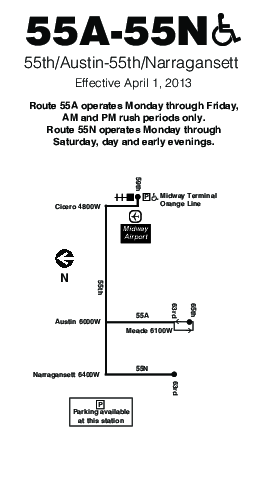 55A-55N
55th/Austin-55th/Narragansett
Effective April 1, 2013
Route 55A operates Monday through Friday,
AM and PM rush periods only.
Route 55N operates Monday through
Saturday, day and early evenings.
59th
P
Midway Terminal
Orange Line
Cicero 4800W
Midway
Airport
N
55th
Austin 6000W
55A
63rd
65th
Meade 6100W
Narragansett 6400W
55N
63rd
P
Parking available
at this station